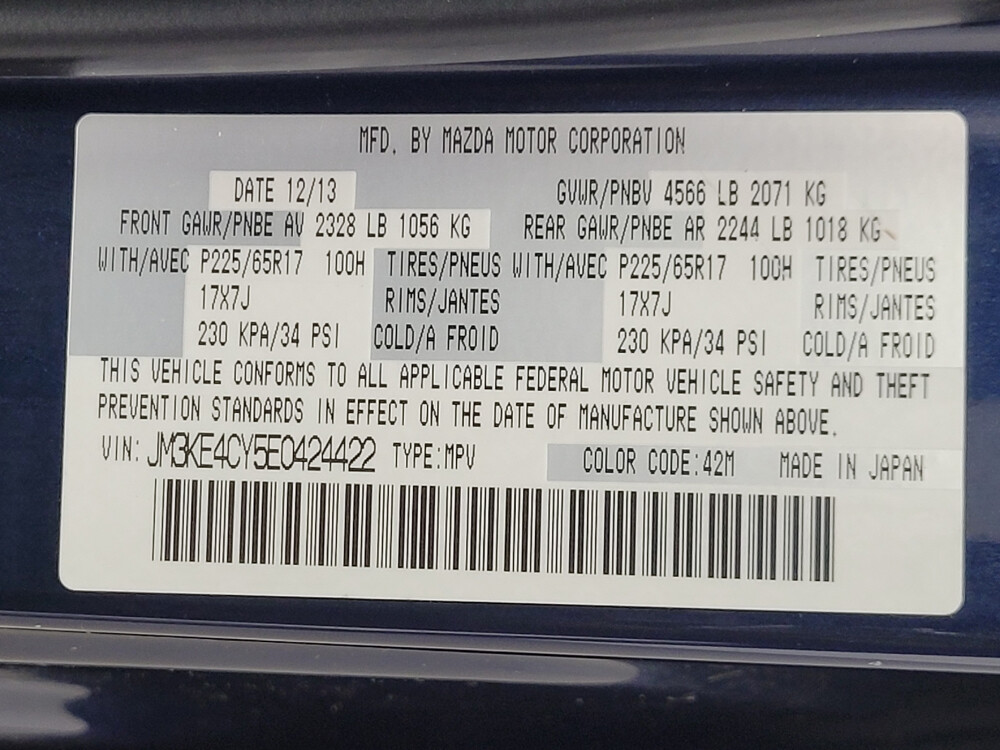 MFD. BY MAZDA MOTOR CORPORATION
DATE 12/13 GVWR/PNBV 4566 LB 2071 KG
FRONT GAWR/PNBE AV 2328 LB 1056 KG REAR GAWR/PNBE AR 2244 LB 1018 KG
WITH/AVEC P225/65R17 100H TIRES/PNEUS WITH/AVEC P225/65R17 100H TIRES/PNEUS
17X7J RIMS/JANTES 17X7J RIMS/JANTES
230 KPA/34 PSI COLD/A FROID 230 KPA/34 PSI COLD/A FROID
THIS VEHICLE CONFORMS TO ALL APPLICABLE FEDERAL MOTOR VEHICLE SAFETY AND THEFT
PREVENTION STANDARDS IN EFFECT ON THE DATE OF MANUFACTURE SHOWN ABOVE.
VIN: JM3KE4CY5E0424422 TYPE:MPV COLOR CODE:42M MADE IN JAPAN